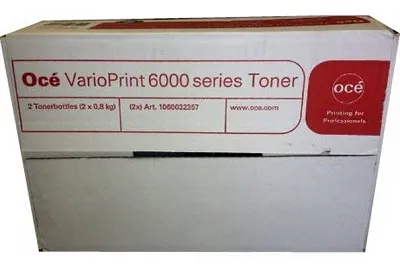 Océ VarioPrint 6000 series Toner
2 Tonerbottles (2 x 0,8 kg)
(2x) Art. 1060032357
www.oce.com
océ
Printing for
Professionals